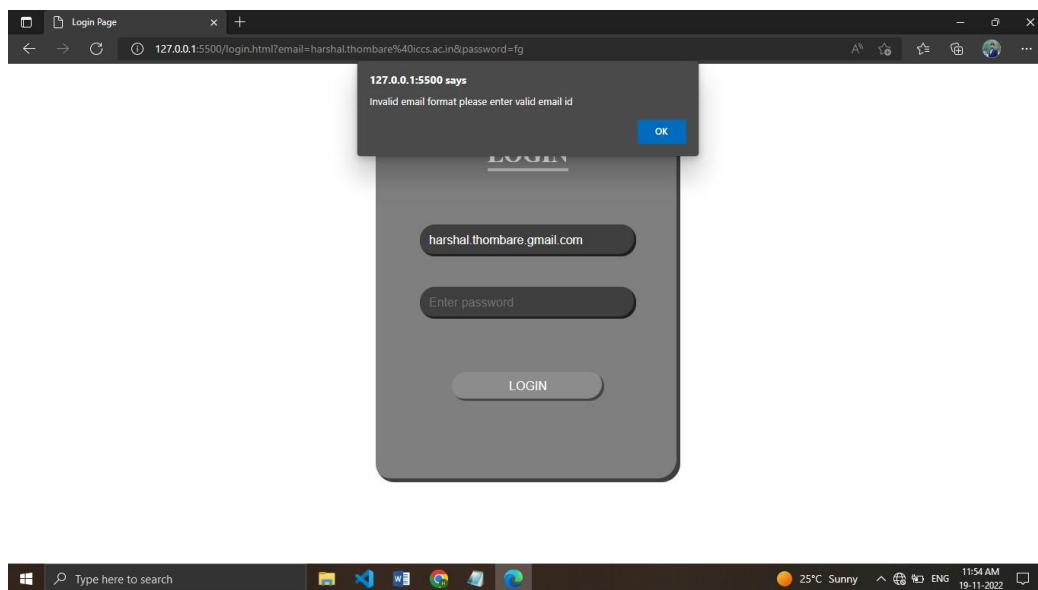 Login Page
127.0.0.1:5500/login.html?email=harshal.thombare%40iccs.ac.in&password=fg
127.0.0.1:5500 says
Invalid email format please enter valid email id
OK
LOGIN
harshal.thombare.gmail.com
Enter password
LOGIN
Type here to search
25°C Sunny
ENG
11:54 AM
19-11-2022